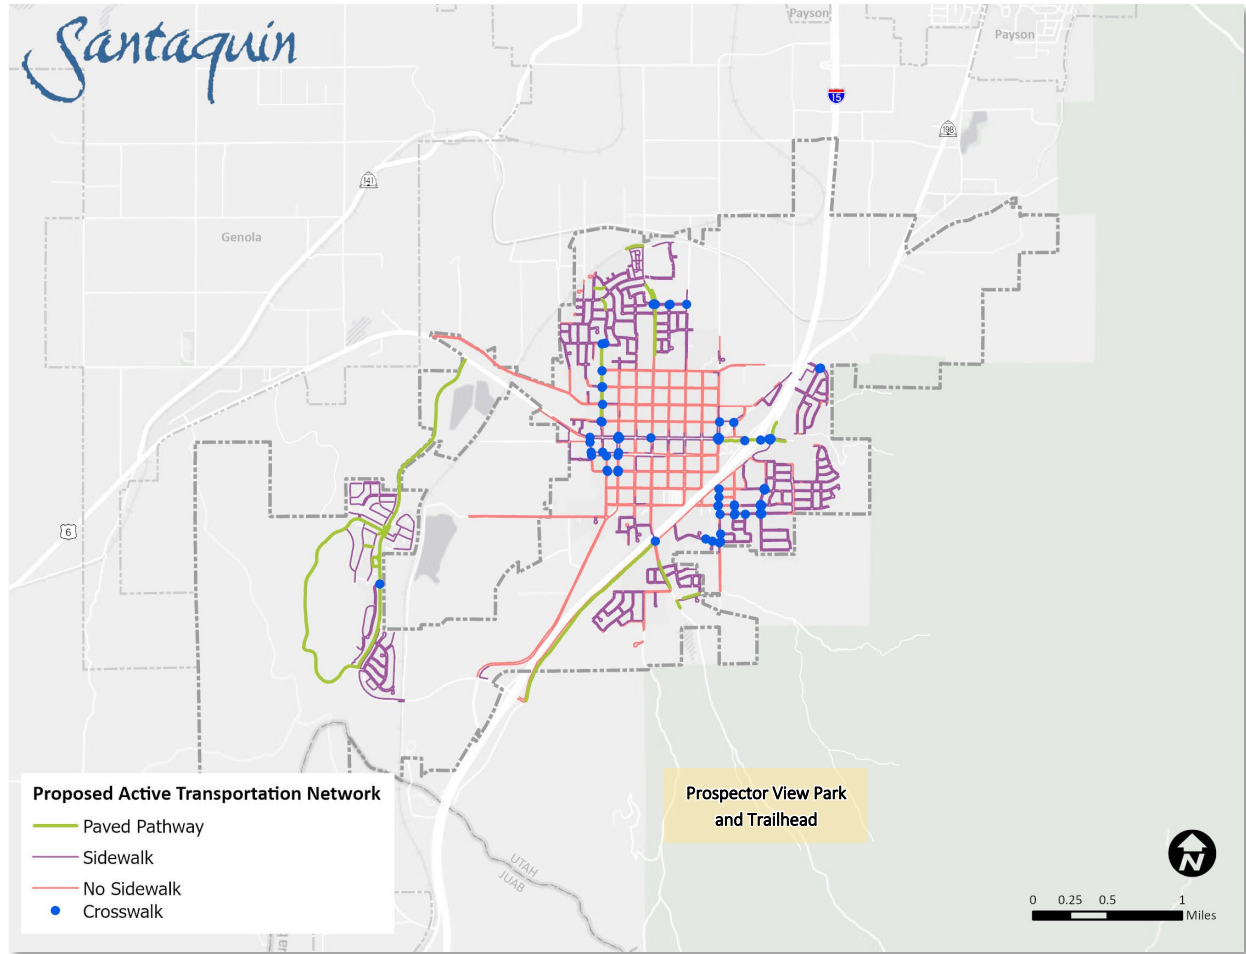 Santaquin
Payson
Payson
15
198
141
Genola
6
Proposed Active Transportation Network
Paved Pathway
Sidewalk
No Sidewalk
Crosswalk
Prospector View Park
and Trailhead
UTAH
JUAB
N
0 0.25 0.5 1
Miles